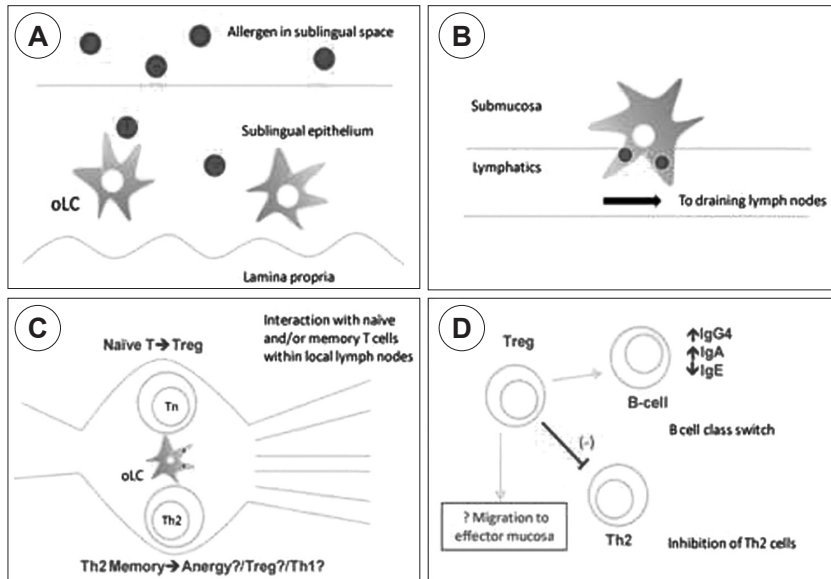 A
Allergen in sublingual space
Sublingual epithelium
oLC
Lamina propria
B
Submucosa
Lymphatics
To draining lymph nodes
C
Naïve T→Treg
Interaction with naïve
and/or memory T cells
within local lymph nodes
Tn
oLC
Th2
Th2 Memory→ Anergy?/Treg?/Th1?
D
Treg
↑IgG4
↑IgA
↓IgE
B-cell
B cell class switch
(-)
? Migration to
effector mucosa
Th2
Inhibition of Th2 cells